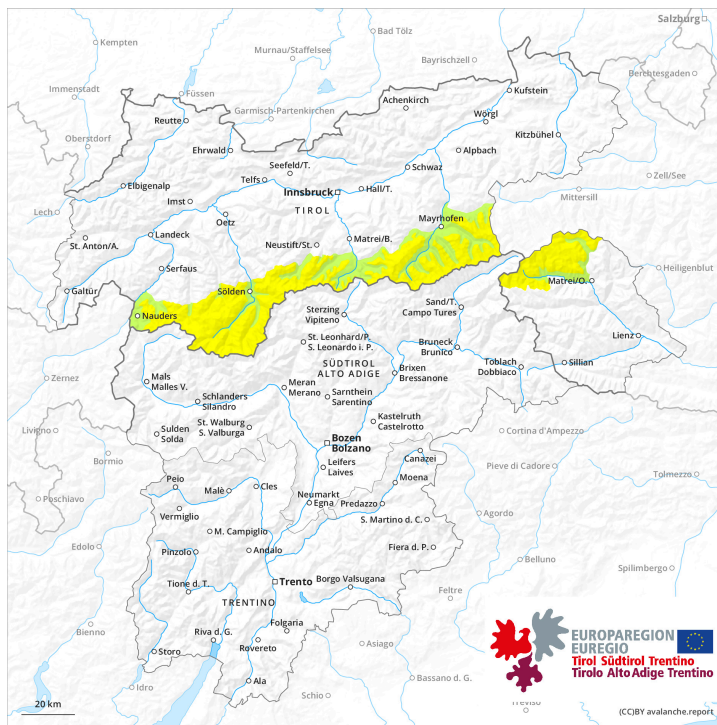 Salzburg
Kempten
Bad Tölz
Murnau/Staffelsee
Bayrischzell
Berchtesgaden
Immenstadt
Füssen
Garmisch-Partenkirchen
Achenkirch
Kufstein
Reutte
Wörgl
Oberstdorf
Ehrwald
Kitzbühel
Seefeld/T.
Alpbach
Schwaz
Telfs
Zell/See
Elbigenalp
Innsbruck
Hall/T.
Mittersill
Lech
Imst
TIROL
Mayrhofen
Oetz
St. Anton/A.
Landeck
Neustift/St.
Matrei/B.
Serfaus
Heiligenblut
Galtür
Sölden
Matrei/O.
Nauders
Sterzing
Vipiteno
Sand/T.
Campo Tures
Lienz
St. Leonhard/P.
S. Leonardo i. P.
Bruneck
Brunico
Toblach
Dobbiaco
Sillian
SÜDTIROL
ALTO ADIGE
Zernez
Mals
Malles V.
Meran
Merano
Brixen
Bressanone
Schlanders
Silandro
Sarnthein
Sarentino
St. Walburg
S. Valburga
Kastelruth
Castelrotto
Livigno
Sulden
Solda
Cortina d'Ampezzo
Bozen
Bolzano
Bormio
Canazei
Leifers
Laives
Pieve di Cadore
Tolmezzo
Peio
Malè
Cles
Moena
Neumarkt
Egna
Predazzo
Poschiavo
Vermiglio
Agordo
S. Martino d. C.
M. Campiglio
Edolo
Pinzolo
Andalo
Fiera d. P.
Belluno
Spilimbergo
Tione d. T.
Trento
Borgo Valsugana
Feltre
TRENTINO
Bienno
Riva d. G.
Folgaria
Storo
Rovereto
Asiago
Ala
Bassano d. G.
Idro
Schio
Treviso
EUROPAREGION
EUREGIO
Tirol Südtirol Trentino
Tirolo Alto Adige Trentino
20 km
(CC)BY avalanche.report